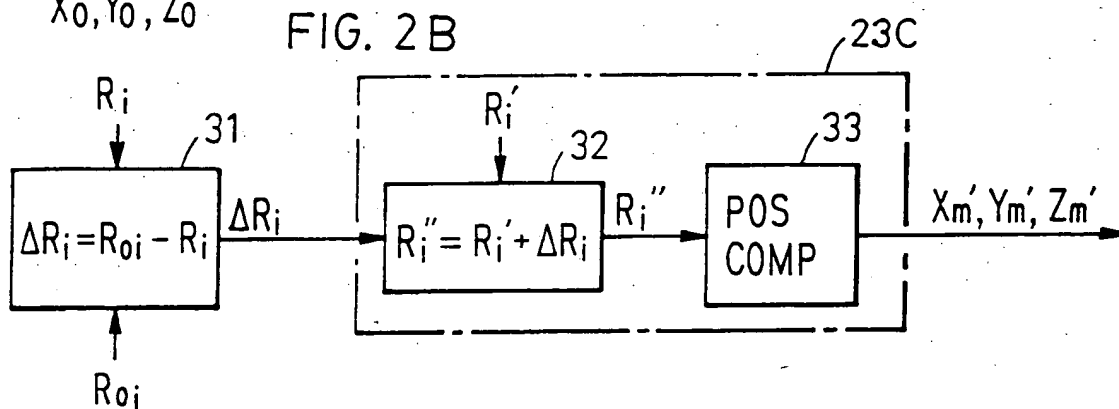 X₀, Y₀, Z₀
FIG. 2B
23C
Rᵢ
31
Rᵢ′
32
33
ΔRᵢ = R₀ᵢ − Rᵢ
ΔRᵢ
Rᵢ″ = Rᵢ′ + ΔRᵢ
Rᵢ″
POS
COMP
Xm′, Ym′, Zm′
R₀ᵢ